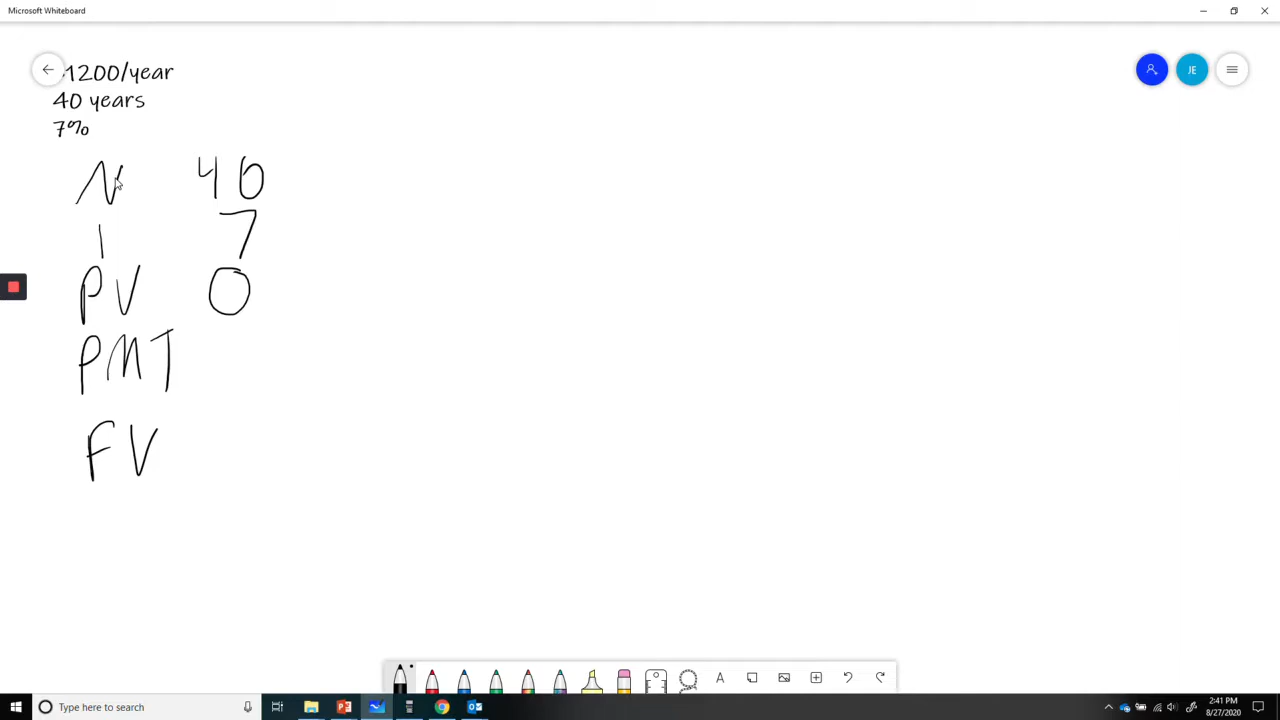 Microsoft Whiteboard
1200/year
JE
40 years
7%
N 40
I 7
PV 0
PMT
FV
A
Type here to search
2:41 PM
8/27/2020